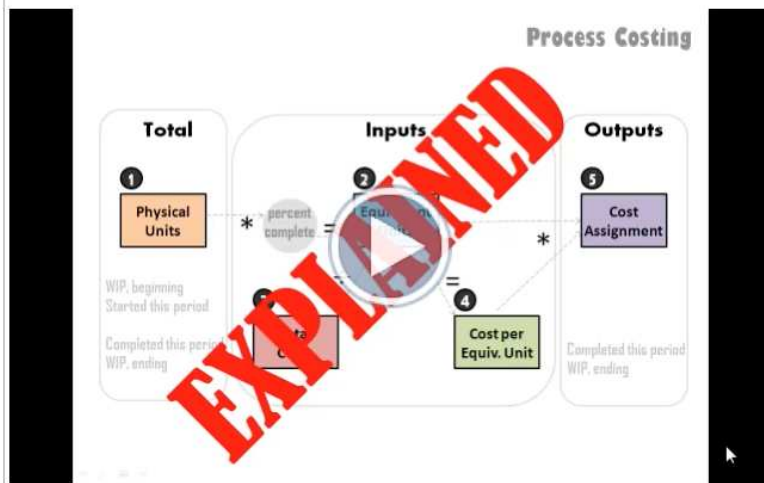 Process Costing
Total
Inputs
Outputs
1
2
5
Physical
Units
*
percent
complete
=
*
Cost
Assignment
WIP, beginning
Started this period
=
4
Completed this period
WIP, ending
Cost per
Equiv. Unit
Completed this period
WIP, ending
EXPLAINED